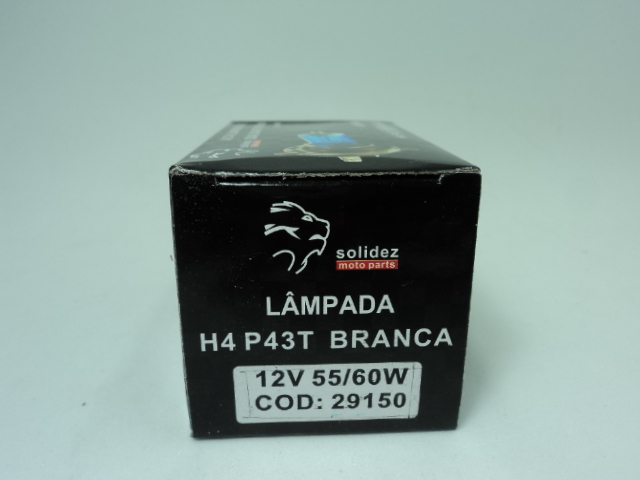 solidez
moto parts
LÂMPADA
H4 P43T BRANCA
12V 55/60W
COD: 29150